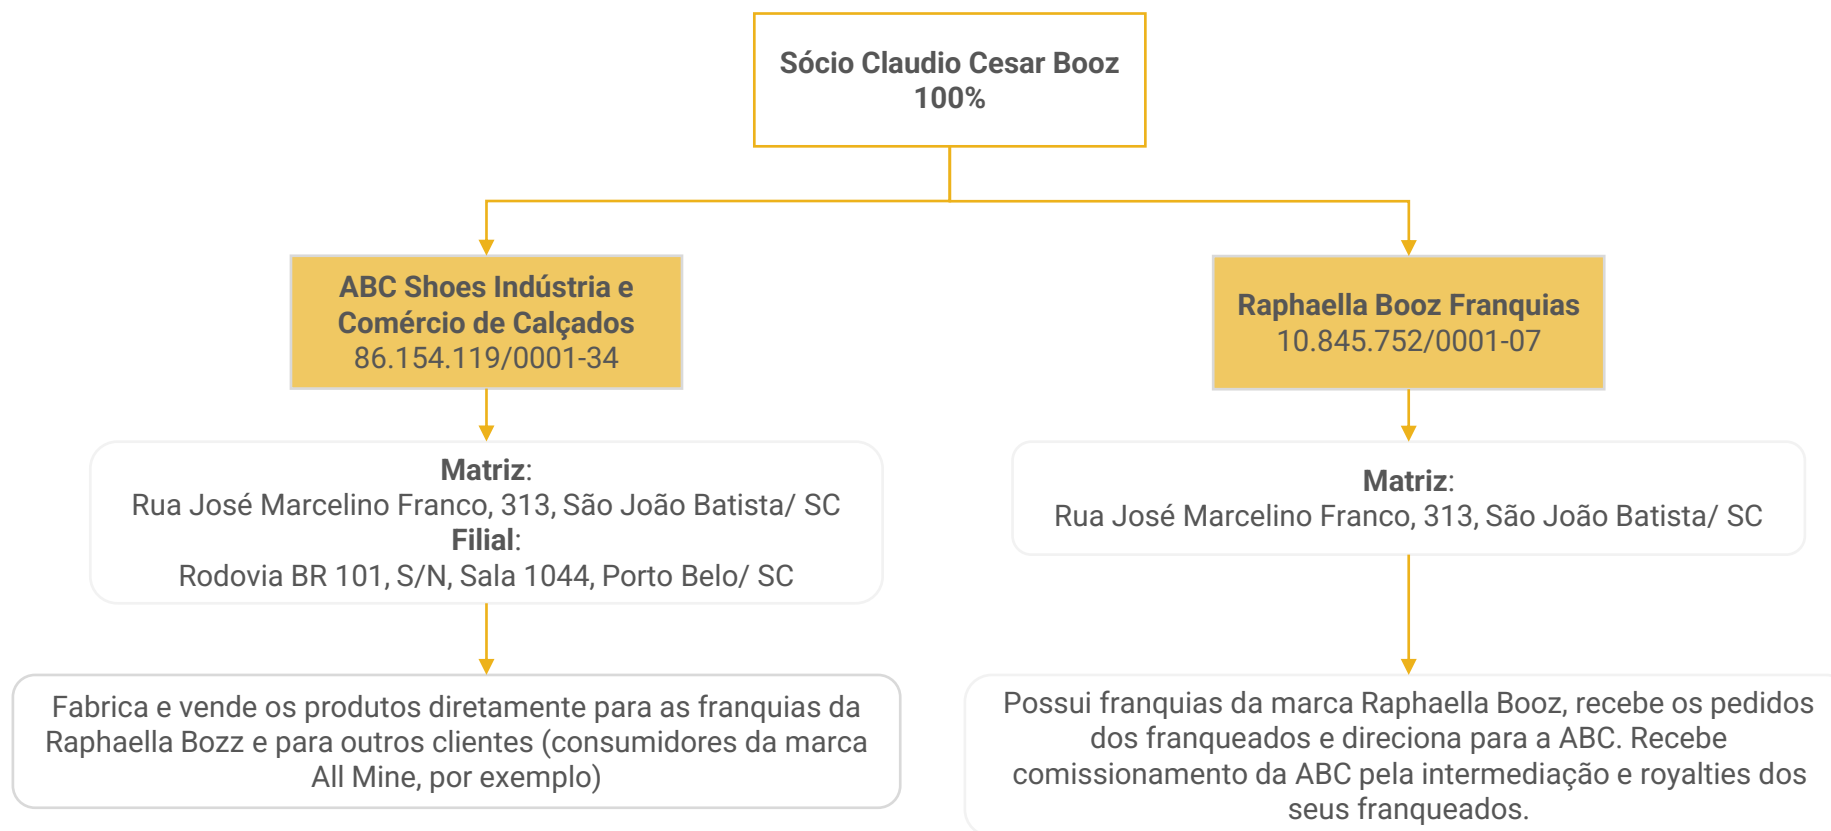 Sócio Claudio Cesar Booz
100%
ABC Shoes Indústria e
Comércio de Calçados
86.154.119/0001-34
Raphaella Booz Franquias
10.845.752/0001-07
Matriz:
Rua José Marcelino Franco, 313, São João Batista/ SC
Filial:
Rodovia BR 101, S/N, Sala 1044, Porto Belo/ SC
Matriz:
Rua José Marcelino Franco, 313, São João Batista/ SC
Fabrica e vende os produtos diretamente para as franquias da
Raphaella Bozz e para outros clientes (consumidores da marca
All Mine, por exemplo)
Possui franquias da marca Raphaella Booz, recebe os pedidos
dos franqueados e direciona para a ABC. Recebe
comissionamento da ABC pela intermediação e royalties dos
seus franqueados.